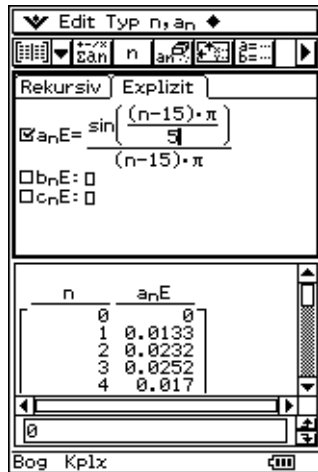 Edit Typ n,aₙ ◆
Σan n aₙ
Rekursiv Explizit
☑aₙE= sin( (n-15)·π / 5 ) / (n-15)·π
□bₙE:□
□cₙE:□
n aₙE
0 0
1 0.0133
2 0.0232
3 0.0252
4 0.017
0
Bog Kplx